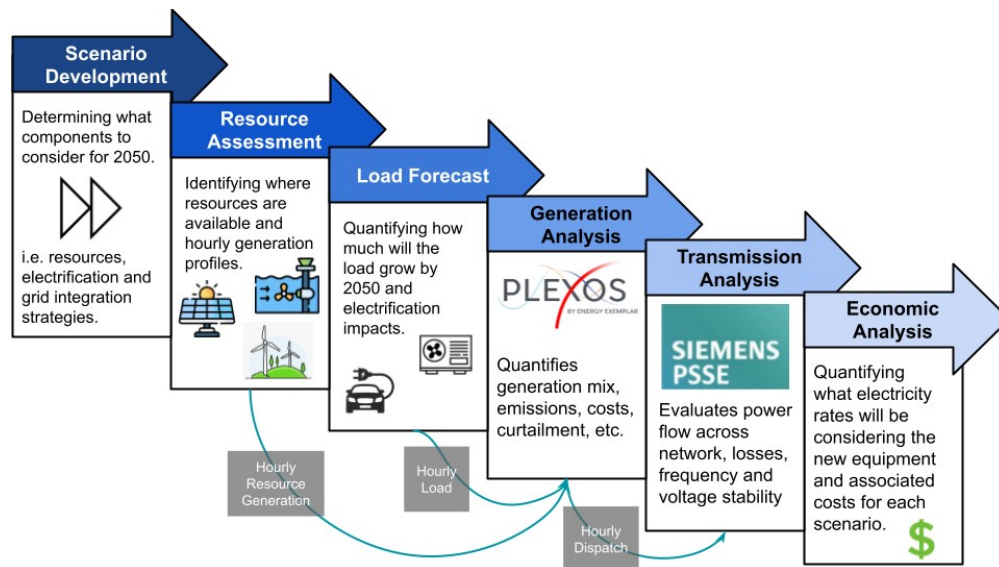 Scenario
Development
Determining what
components to
consider for 2050.
i.e. resources,
electrification and
grid integration
strategies.
Resource
Assessment
Identifying where
resources are
available and
hourly generation
profiles.
Load Forecast
Quantifying how
much will the
load grow by
2050 and
electrification
impacts.
Generation
Analysis
PLEXOS
BY ENERGY EXEMPLAR
Quantifies
generation mix,
emissions, costs,
curtailment, etc.
Transmission
Analysis
SIEMENS
PSSE
Evaluates power
flow across
network, losses,
frequency and
voltage stability
Economic
Analysis
Quantifying
what electricity
rates will be
considering the
new equipment
and associated
costs for each
scenario.
$
Hourly
Resource
Generation
Hourly
Load
Hourly
Dispatch